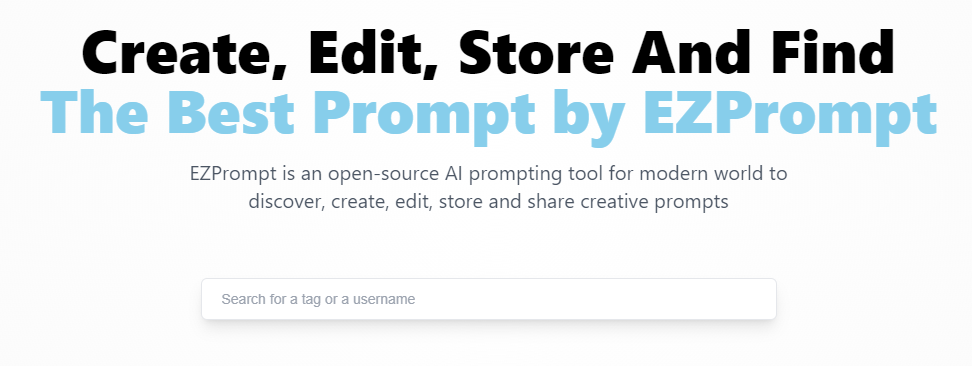 Create, Edit, Store And Find
The Best Prompt by EZPrompt
EZPrompt is an open-source AI prompting tool for modern world to
discover, create, edit, store and share creative prompts
Search for a tag or a username